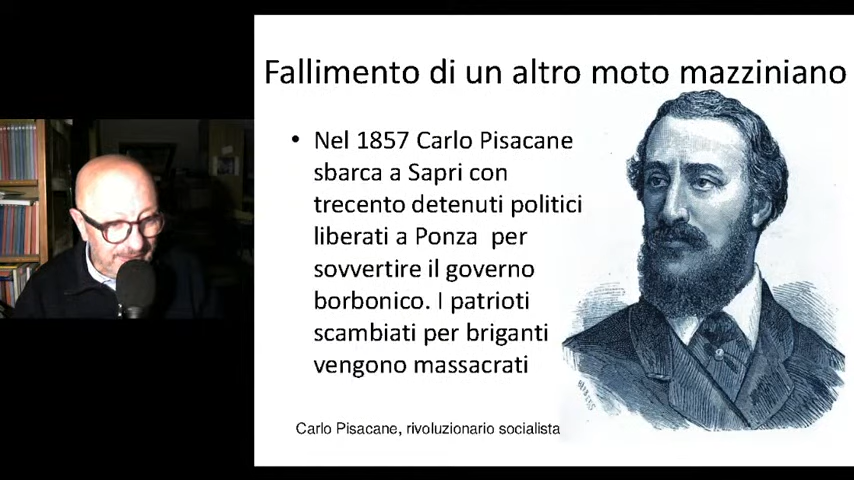 Fallimento di un altro moto mazziniano
• Nel 1857 Carlo Pisacane
sbarca a Sapri con
trecento detenuti politici
liberati a Ponza per
sovvertire il governo
borbonico. I patrioti
scambiati per briganti
vengono massacrati
Carlo Pisacane, rivoluzionario socialista